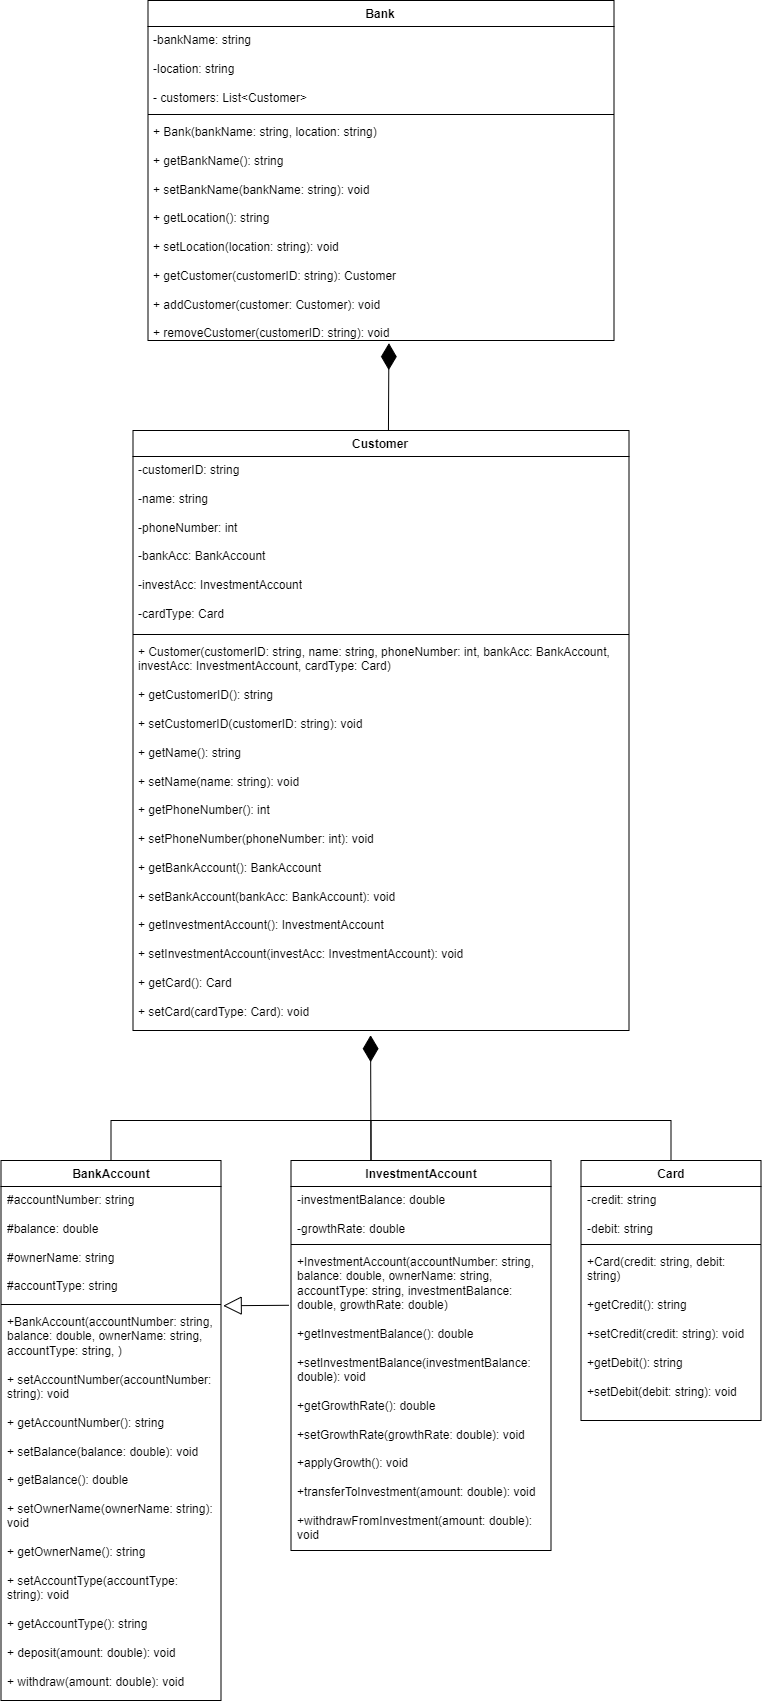 Bank
-bankName: string
-location: string
- customers: List<Customer>
+ Bank(bankName: string, location: string)
+ getBankName(): string
+ setBankName(bankName: string): void
+ getLocation(): string
+ setLocation(location: string): void
+ getCustomer(customerID: string): Customer
+ addCustomer(customer: Customer): void
+ removeCustomer(customerID: string): void
Customer
-customerID: string
-name: string
-phoneNumber: int
-bankAcc: BankAccount
-investAcc: InvestmentAccount
-cardType: Card
+ Customer(customerID: string, name: string, phoneNumber: int, bankAcc: BankAccount,
investAcc: InvestmentAccount, cardType: Card)
+ getCustomerID(): string
+ setCustomerID(customerID: string): void
+ getName(): string
+ setName(name: string): void
+ getPhoneNumber(): int
+ setPhoneNumber(phoneNumber: int): void
+ getBankAccount(): BankAccount
+ setBankAccount(bankAcc: BankAccount): void
+ getInvestmentAccount(): InvestmentAccount
+ setInvestmentAccount(investAcc: InvestmentAccount): void
+ getCard(): Card
+ setCard(cardType: Card): void
BankAccount
#accountNumber: string
#balance: double
#ownerName: string
#accountType: string
+BankAccount(accountNumber: string,
balance: double, ownerName: string,
accountType: string, )
+ setAccountNumber(accountNumber:
string): void
+ getAccountNumber(): string
+ setBalance(balance: double): void
+ getBalance(): double
+ setOwnerName(ownerName: string):
void
+ getOwnerName(): string
+ setAccountType(accountType:
string): void
+ getAccountType(): string
+ deposit(amount: double): void
+ withdraw(amount: double): void
InvestmentAccount
-investmentBalance: double
-growthRate: double
+InvestmentAccount(accountNumber: string,
balance: double, ownerName: string,
accountType: string, investmentBalance:
double, growthRate: double)
+getInvestmentBalance(): double
+setInvestmentBalance(investmentBalance:
double): void
+getGrowthRate(): double
+setGrowthRate(growthRate: double): void
+applyGrowth(): void
+transferToInvestment(amount: double): void
+withdrawFromInvestment(amount: double):
void
Card
-credit: string
-debit: string
+Card(credit: string, debit:
string)
+getCredit(): string
+setCredit(credit: string): void
+getDebit(): string
+setDebit(debit: string): void